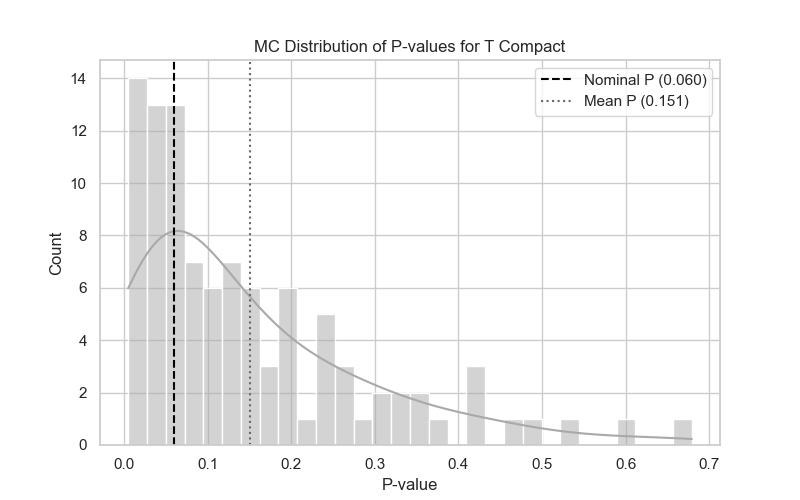 MC Distribution of P-values for T Compact
Nominal P (0.060)
Mean P (0.151)
Count
14
12
10
8
6
4
2
0
0.0 0.1 0.2 0.3 0.4 0.5 0.6 0.7
P-value